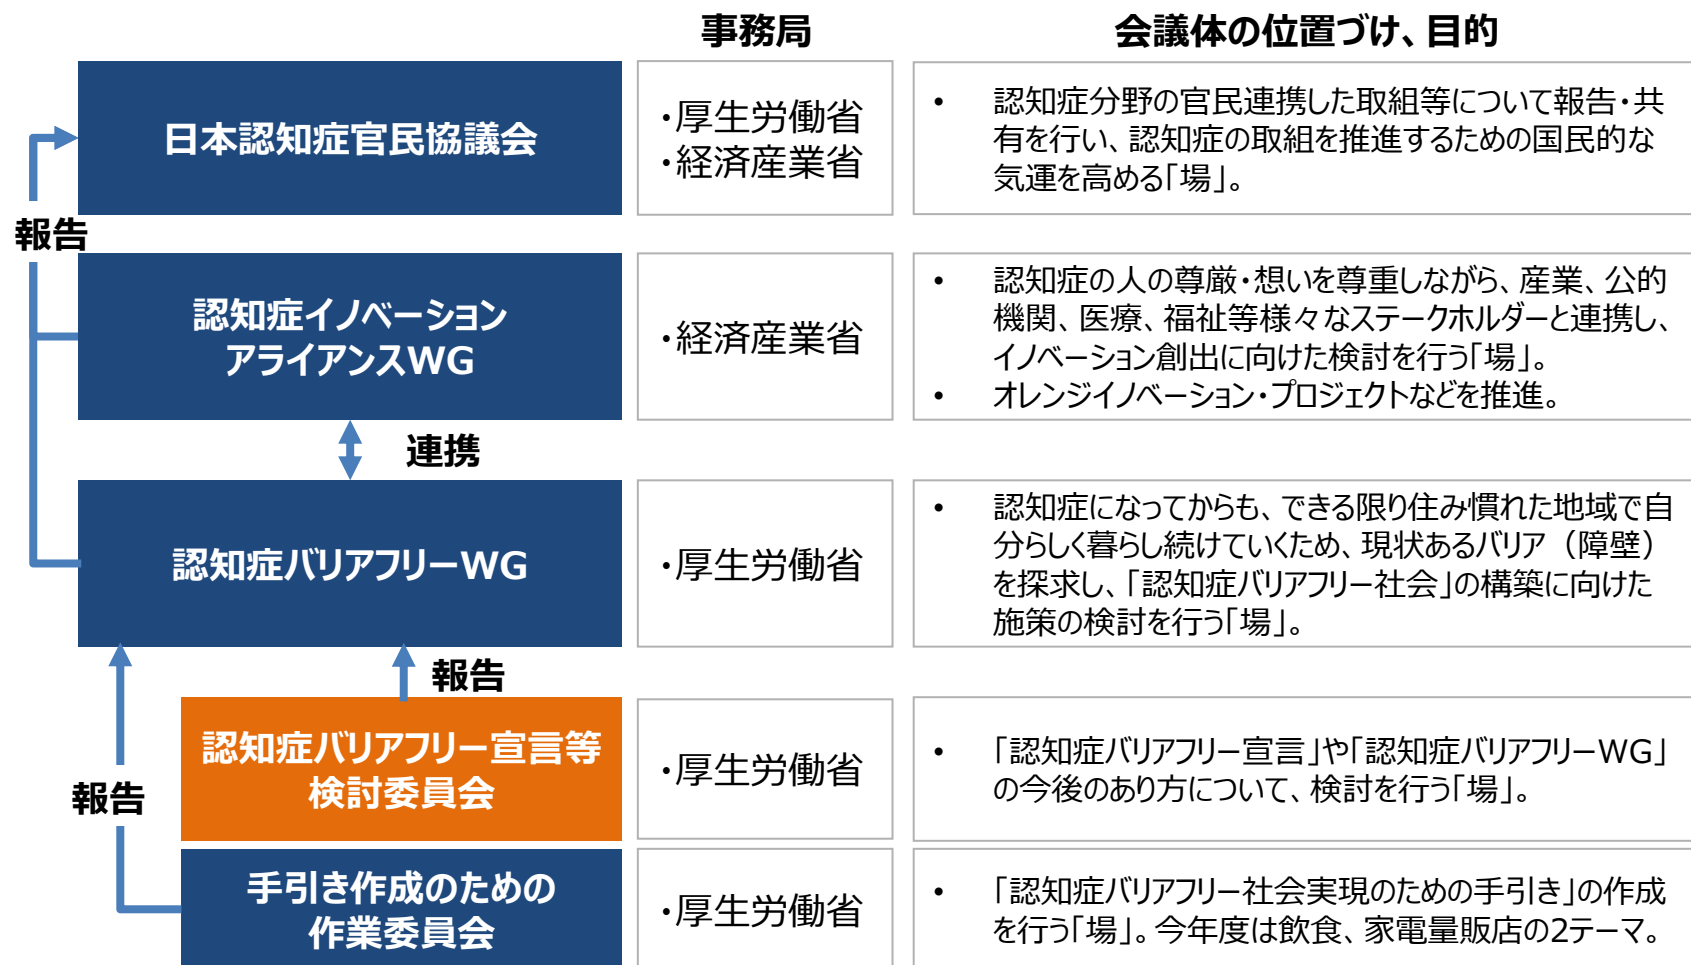 事務局
会議体の位置づけ、目的
日本認知症官民協議会
・厚生労働省
・経済産業省
• 認知症分野の官民連携した取組等について報告・共
有を行い、認知症の取組を推進するための国民的な
気運を高める「場」。
報告
認知症イノベーション
アライアンスWG
・経済産業省
• 認知症の人の尊厳・想いを尊重しながら、産業、公的
機関、医療、福祉等様々なステークホルダーと連携し、
イノベーション創出に向けた検討を行う「場」。
• オレンジイノベーション・プロジェクトなどを推進。
連携
認知症バリアフリーWG
・厚生労働省
• 認知症になってからも、できる限り住み慣れた地域で自
分らしく暮らし続けていくため、現状あるバリア（障壁）
を探求し、「認知症バリアフリー社会」の構築に向けた
施策の検討を行う「場」。
報告
認知症バリアフリー宣言等
検討委員会
・厚生労働省
• 「認知症バリアフリー宣言」や「認知症バリアフリーWG」
の今後のあり方について、検討を行う「場」。
報告
手引き作成のための
作業委員会
・厚生労働省
• 「認知症バリアフリー社会実現のための手引き」の作成
を行う「場」。今年度は飲食、家電量販店の2テーマ。